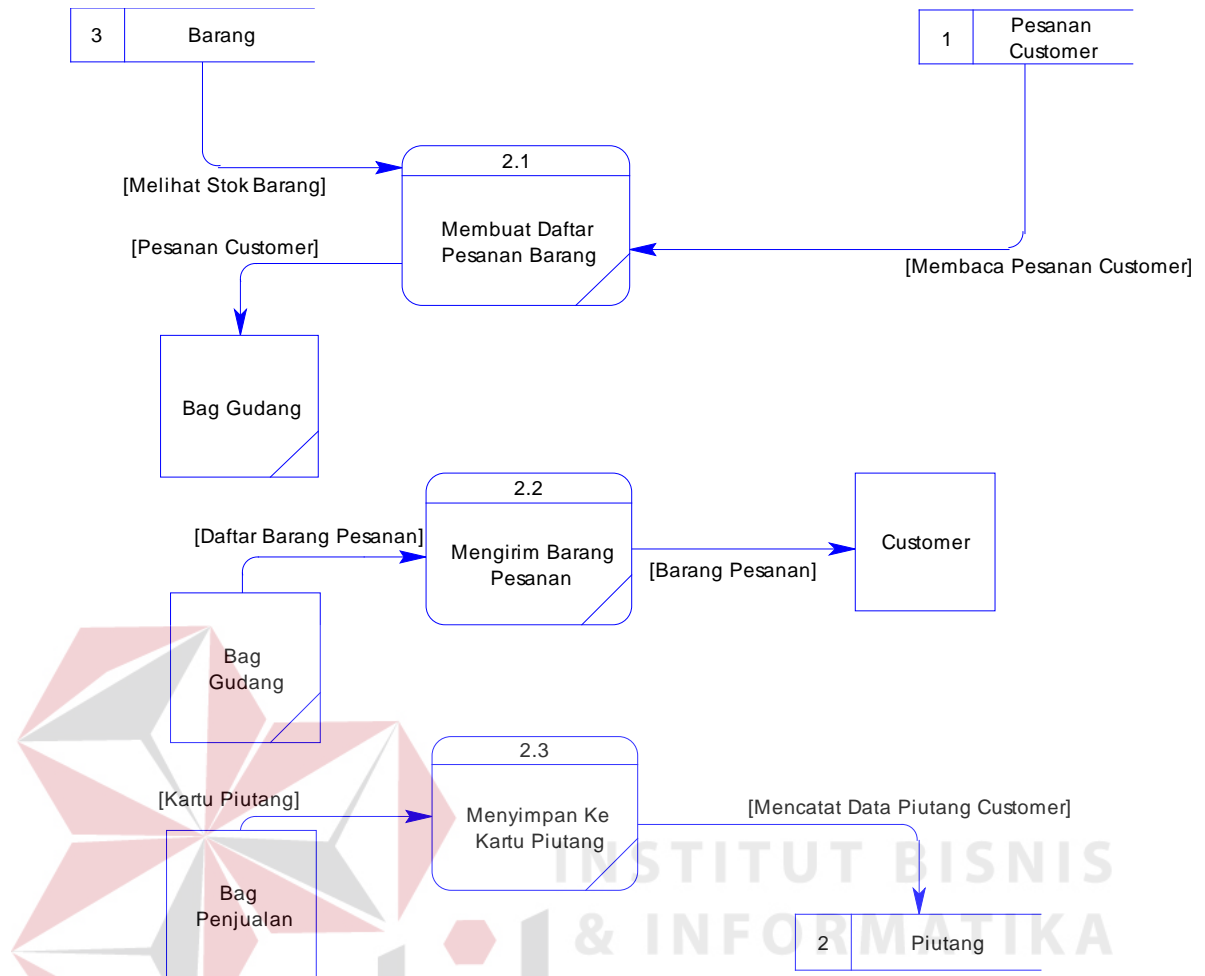 3
Barang
1
Pesanan
Customer
2.1
[Melihat Stok Barang]
Membuat Daftar
Pesanan Barang
[Pesanan Customer]
[Membaca Pesanan Customer]
Bag Gudang
2.2
[Daftar Barang Pesanan]
Mengirim Barang
Pesanan
[Barang Pesanan]
Customer
Bag
Gudang
2.3
[Kartu Piutang]
Menyimpan Ke
Kartu Piutang
[Mencatat Data Piutang Customer]
Bag
Penjualan
INSTITUT BISNIS
& INFORMATIKA
2
Piutang